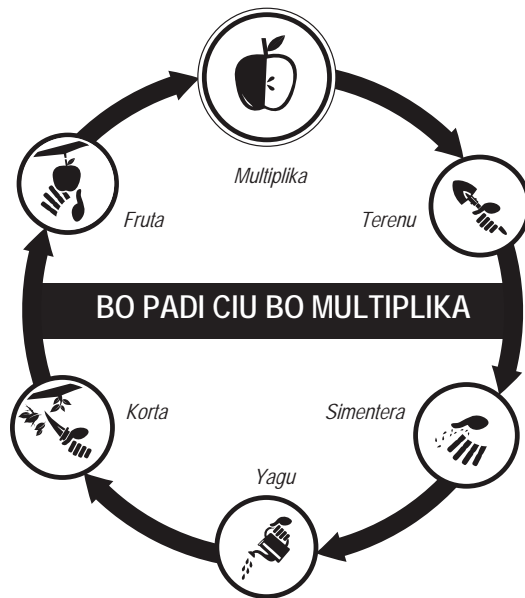 Multiplika
Fruta
Terenu
BO PADI CIU BO MULTIPLIKA
Korta
Simentera
Yagu